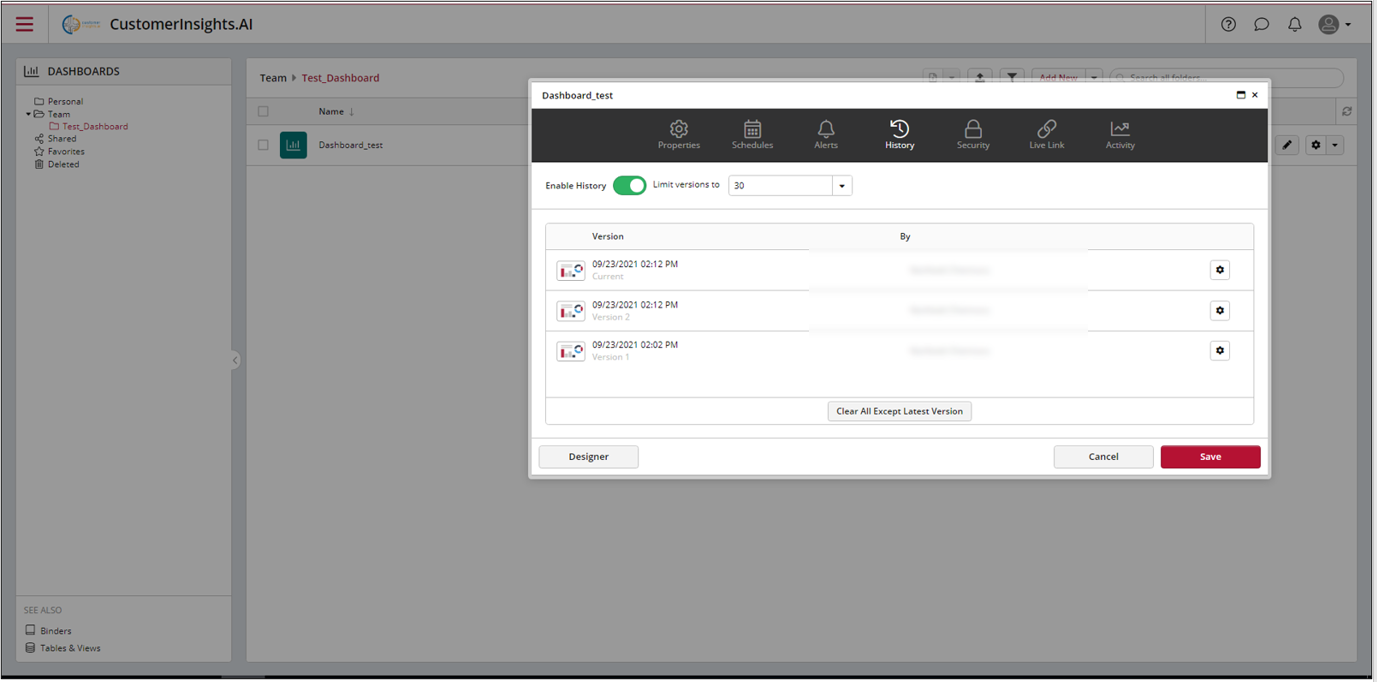 CustomerInsights.AI
DASHBOARDS
Personal
Team
Test_Dashboard
Shared
Favorites
Deleted
SEE ALSO
Binders
Tables & Views
Team Test_Dashboard
Add New
Search all folders...
Name ↓
Dashboard_test
Dashboard_test
Properties
Schedules
Alerts
History
Security
Live Link
Activity
Enable History Limit versions to 30
Version By
09/23/2021 02:12 PM
Current
09/23/2021 02:12 PM
Version 2
09/23/2021 02:02 PM
Version 1
Clear All Except Latest Version
Designer Cancel Save